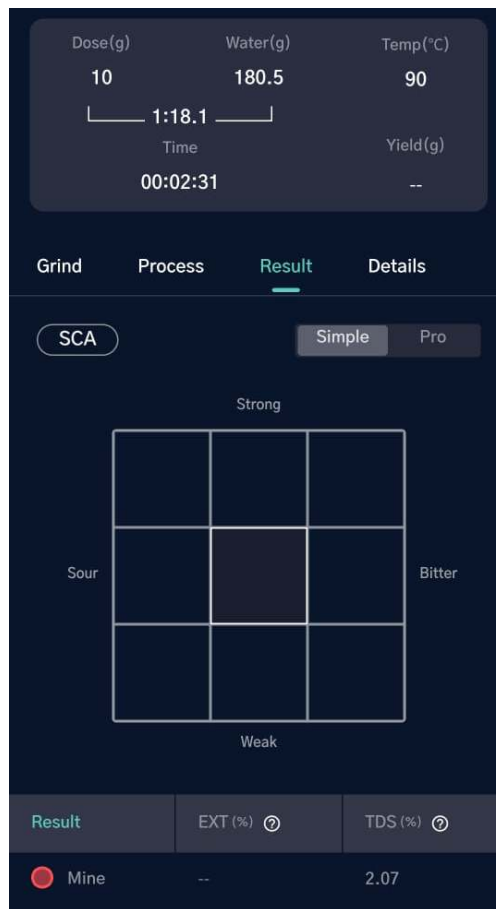 Dose(g) Water(g) Temp(°C)
10 180.5 90
1:18.1
Time Yield(g)
00:02:31 --
Grind Process Result Details
SCA Simple Pro
Strong
Sour Bitter
Weak
Result EXT(%) ? TDS(%) ?
Mine -- 2.07